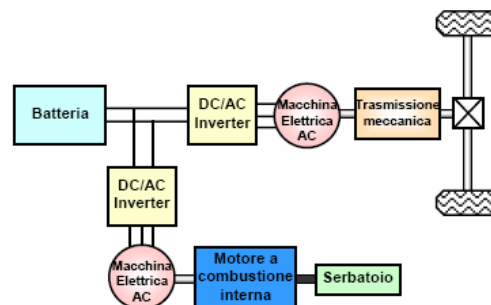 Batteria
DC/AC
Inverter
Macchina
Elettrica
AC
Trasmissione
meccanica
DC/AC
Inverter
Macchina
Elettrica
AC
Motore a
combustione
interna
Serbatoio